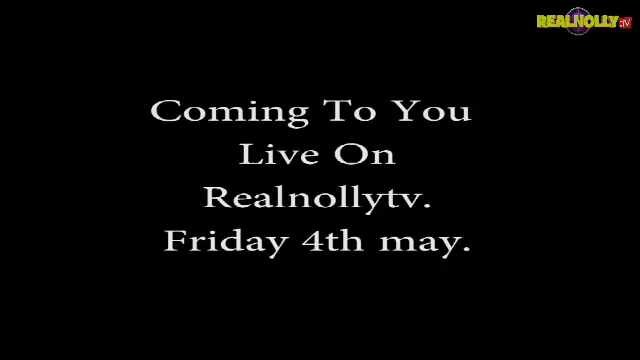 REALNOLLY.TV
Coming To You
Live On
Realnollytv.
Friday 4th may.